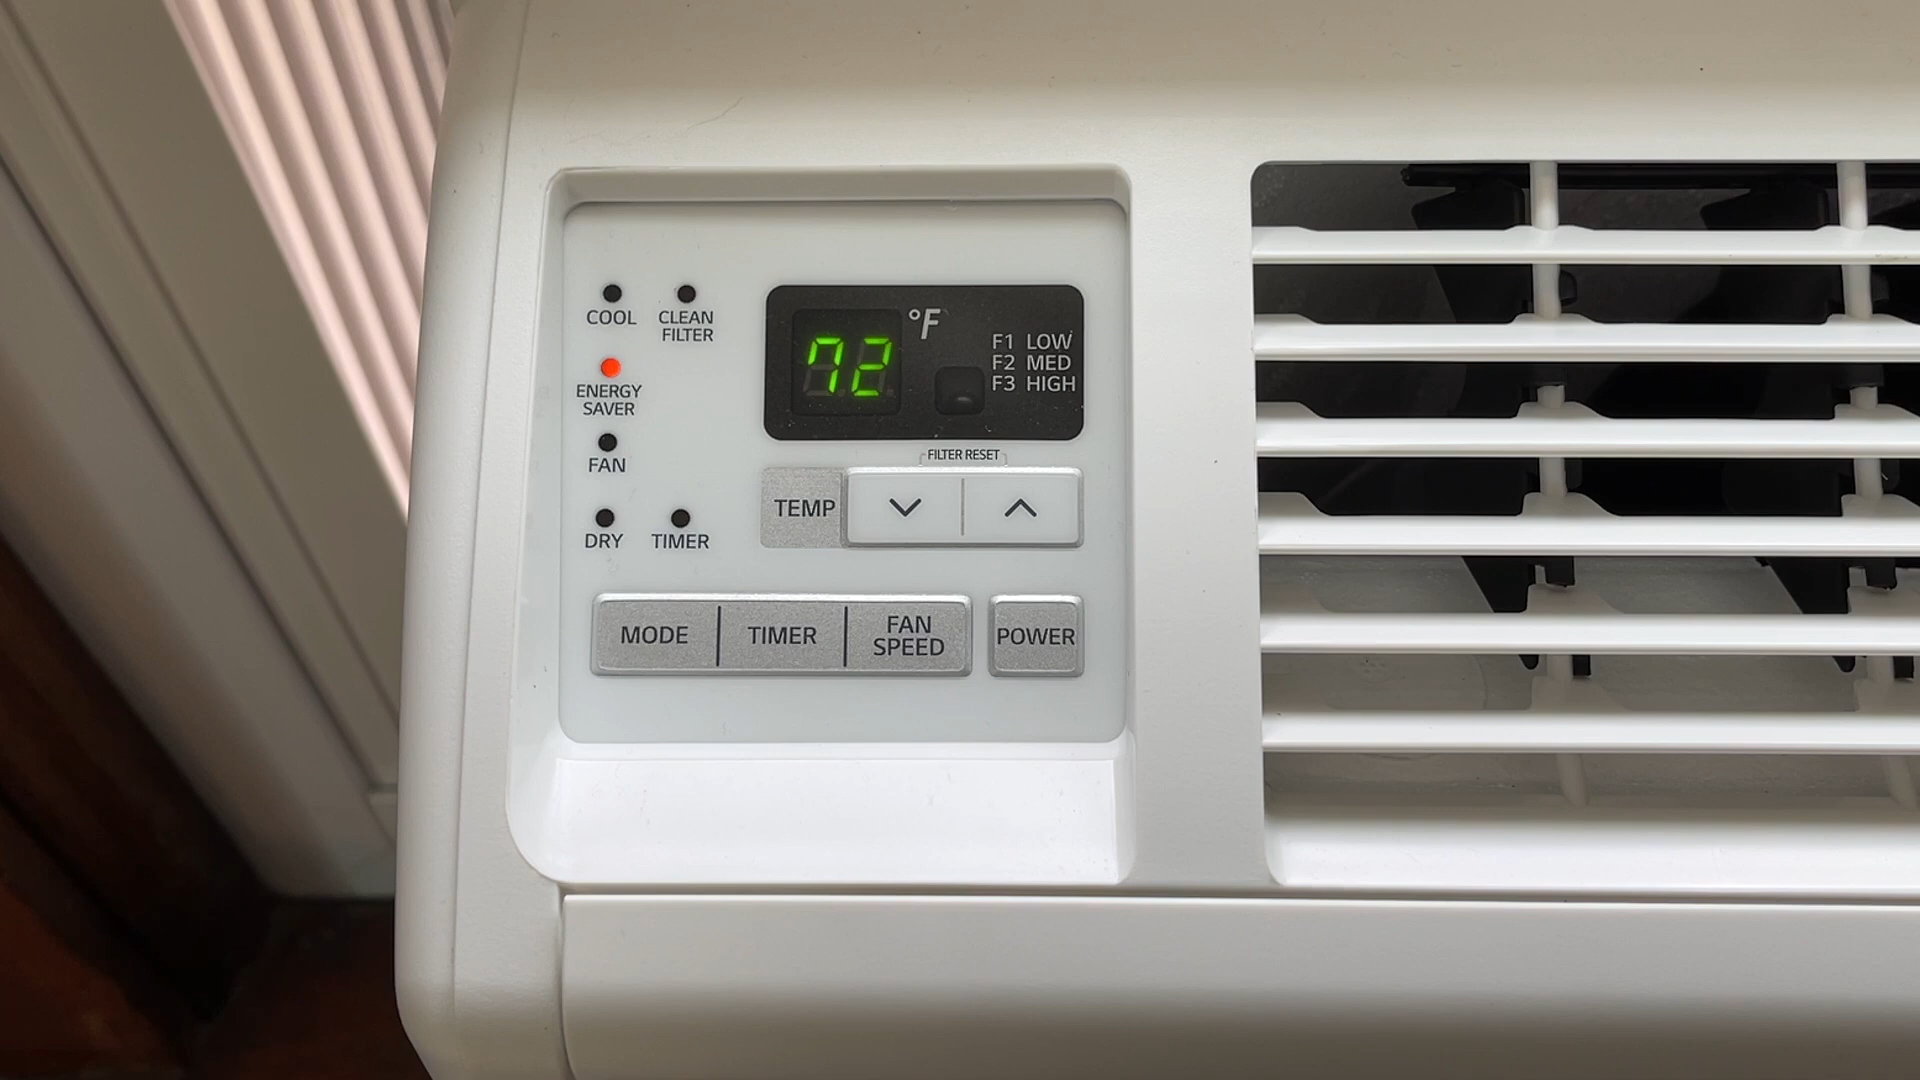 COOL
CLEAN
FILTER
ENERGY
SAVER
FAN
DRY
TIMER
72
°F
F1 LOW
F2 MED
F3 HIGH
FILTER RESET
TEMP
MODE
TIMER
FAN
SPEED
POWER